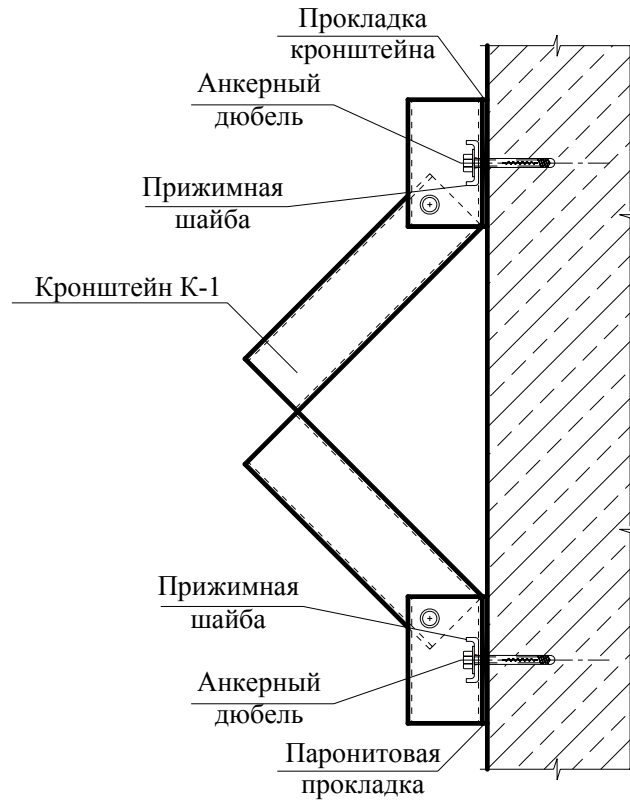 Прокладка
кронштейна
Анкерный
дюбель
Прижимная
шайба
Кронштейн К-1
Прижимная
шайба
Анкерный
дюбель
Паронитовая
прокладка